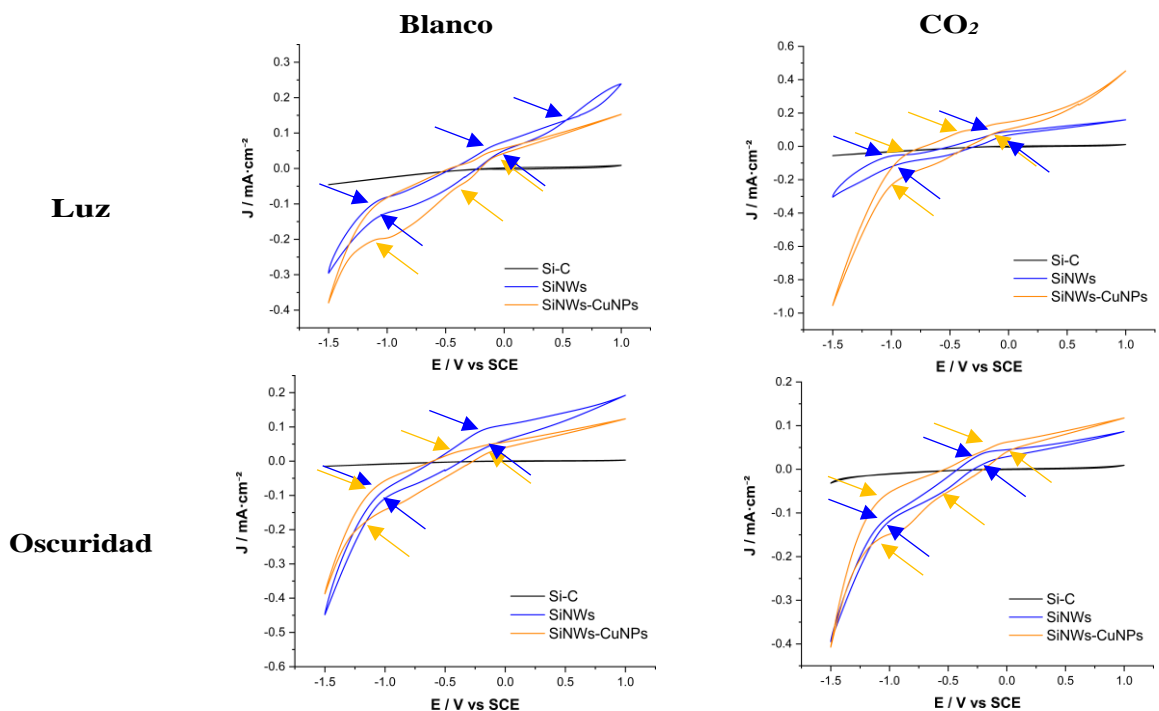 Blanco
CO₂
Luz
Oscuridad
J / mA·cm⁻²
0.3
0.2
0.1
0.0
-0.1
-0.2
-0.3
-0.4
-1.5 -1.0 -0.5 0.0 0.5 1.0
E / V vs SCE
Si-C
SiNWs
SiNWs-CuNPs
J / mA·cm⁻²
0.6
0.4
0.2
0.0
-0.2
-0.4
-0.6
-0.8
-1.0
-1.5 -1.0 -0.5 0.0 0.5 1.0
E / V vs SCE
Si-C
SiNWs
SiNWs-CuNPs
J / mA·cm⁻²
0.2
0.1
0.0
-0.1
-0.2
-0.3
-0.4
-0.5
-0.6
-1.5 -1.0 -0.5 0.0 0.5 1.0
E / V vs SCE
Si-C
SiNWs
SiNWs-CuNPs
J / mA·cm⁻²
0.2
0.1
0.0
-0.1
-0.2
-0.3
-0.4
-1.5 -1.0 -0.5 0.0 0.5 1.0
E / V vs SCE
Si-C
SiNWs
SiNWs-CuNPs